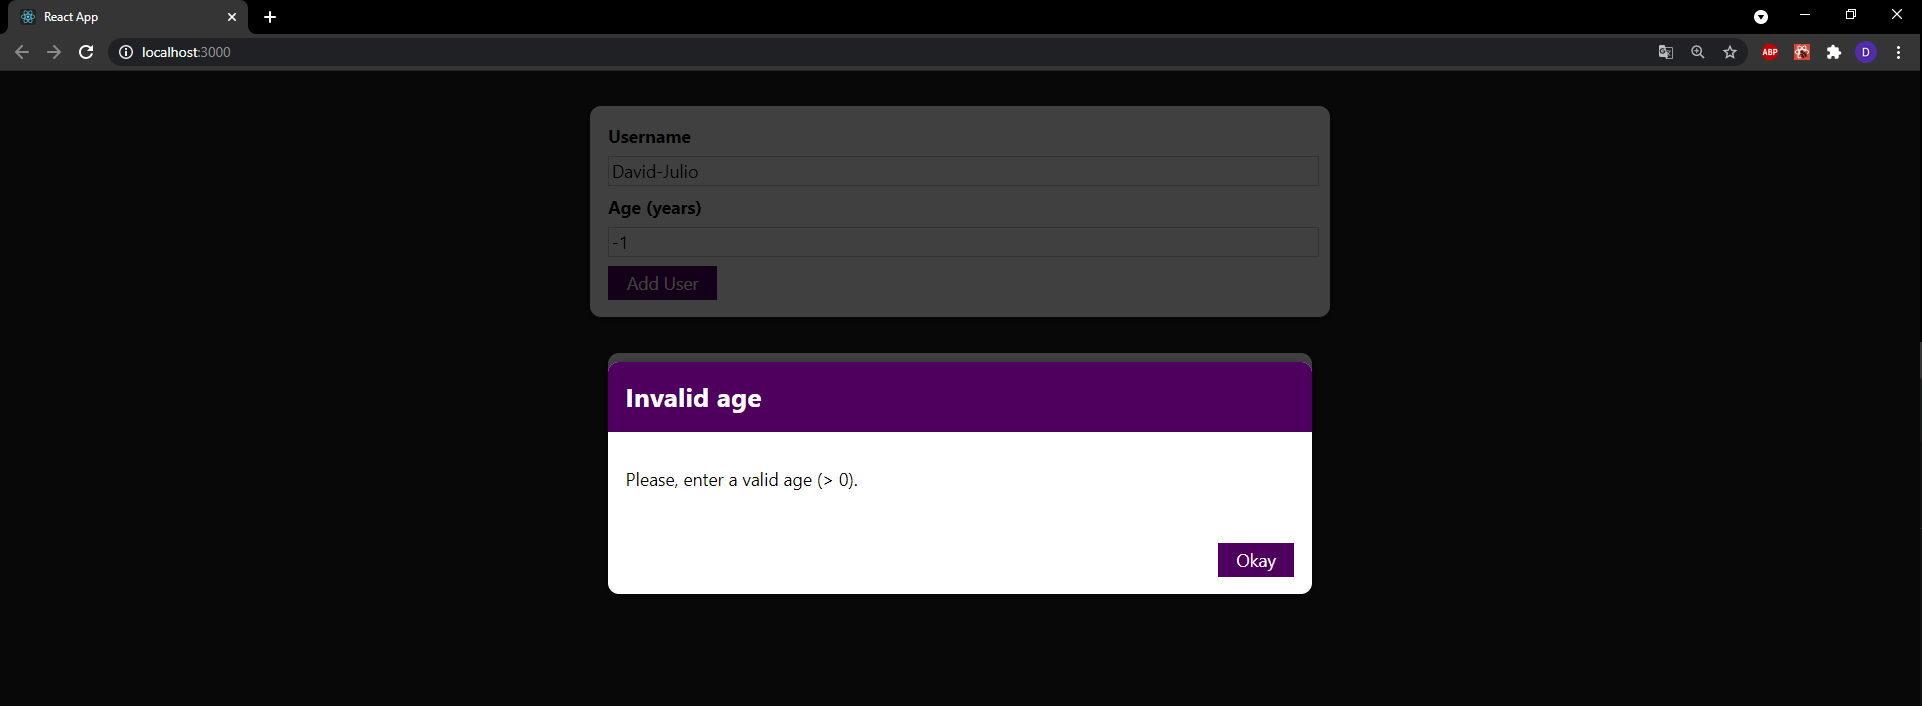 React App
localhost:3000
ABP
D
Username
David-Julio
Age (years)
-1
Add User
Invalid age
Please, enter a valid age (> 0).
Okay